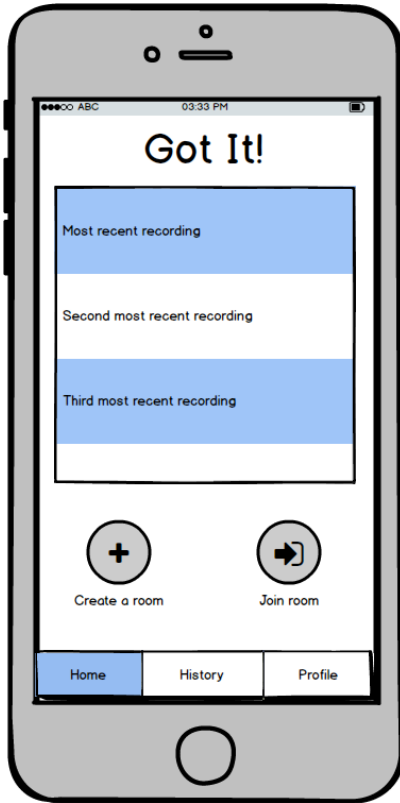 ABC 03:33 PM
Got It!
Most recent recording
Second most recent recording
Third most recent recording
Create a room Join room
Home History Profile